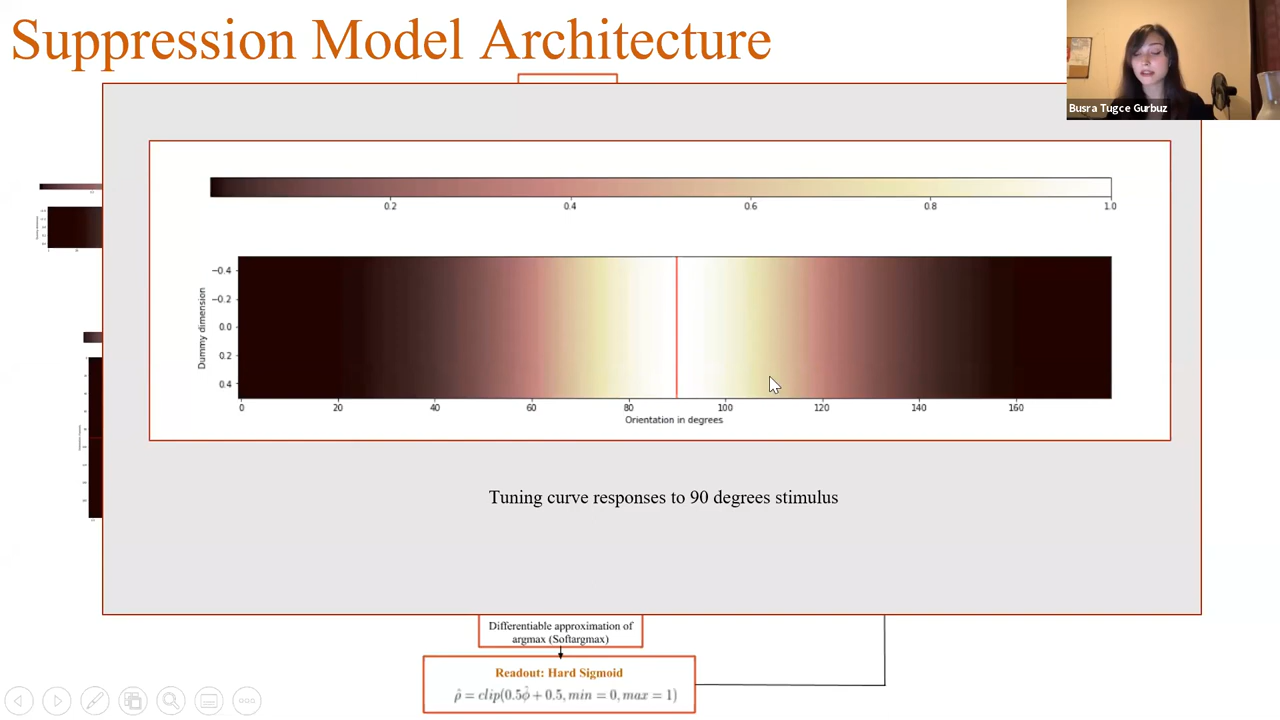 Suppression Model Architecture
Busra Tugce Gurbuz
0.2 0.4 0.6 0.8 1.0
−0.4
−0.2
0.0
0.2
0.4
Dummy dimension
0 20 40 60 80 100 120 140 160
Orientation in degrees
Tuning curve responses to 90 degrees stimulus
Differentiable approximation of
argmax (Softargmax)
Readout: Hard Sigmoid
ρ̂ = clip(0.5φ̂ + 0.5, min = 0, max = 1)